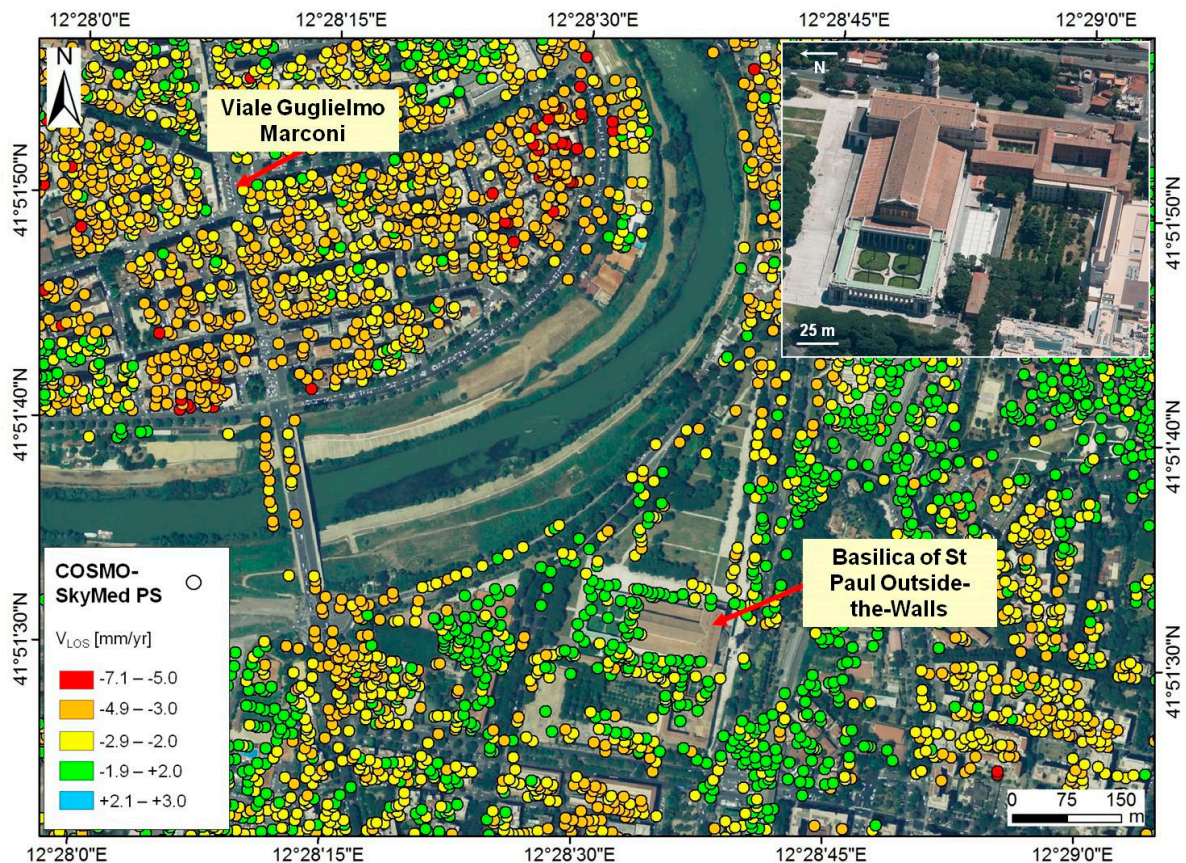 12°28'0"E 12°28'15"E 12°28'30"E 12°28'45"E 12°29'0"E
N
Viale Guglielmo
Marconi
N
25 m
41°51'50"N
41°51'40"N
41°51'30"N
41°51'50"N
41°51'40"N
41°51'30"N
Basilica of St
Paul Outside-
the-Walls
COSMO-
SkyMed PS
VLOS [mm/yr]
-7.1 – -5.0
-4.9 – -3.0
-2.9 – -2.0
-1.9 – +2.0
+2.1 – +3.0
0 75 150
m
12°28'0"E 12°28'15"E 12°28'30"E 12°28'45"E 12°29'0"E